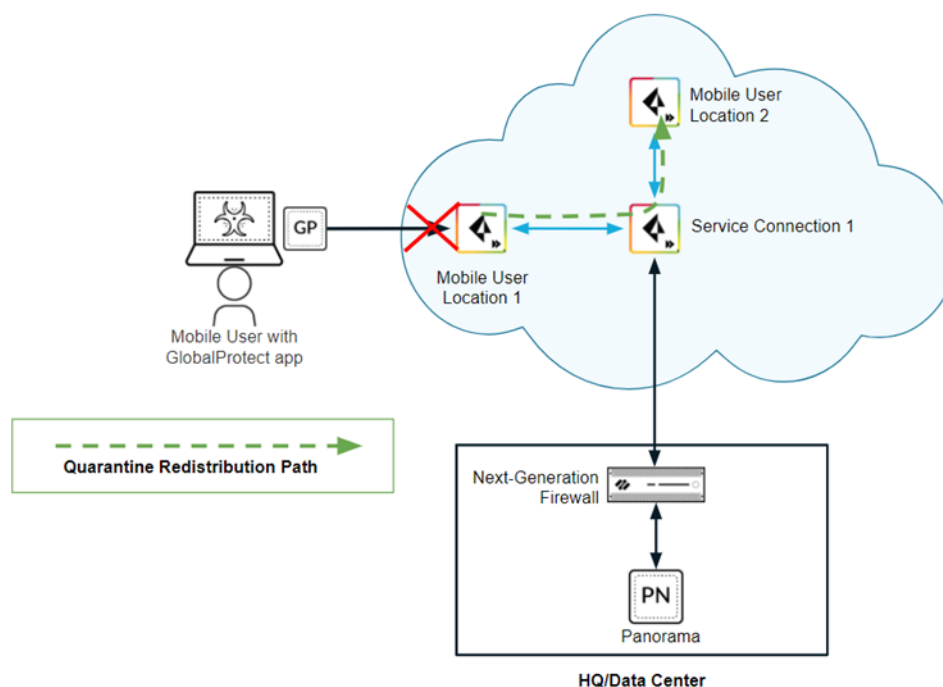 Mobile User
Location 2
GP
Service Connection 1
Mobile User
Location 1
Mobile User with
GlobalProtect app
Quarantine Redistribution Path
Next-Generation
Firewall
PN
Panorama
HQ/Data Center